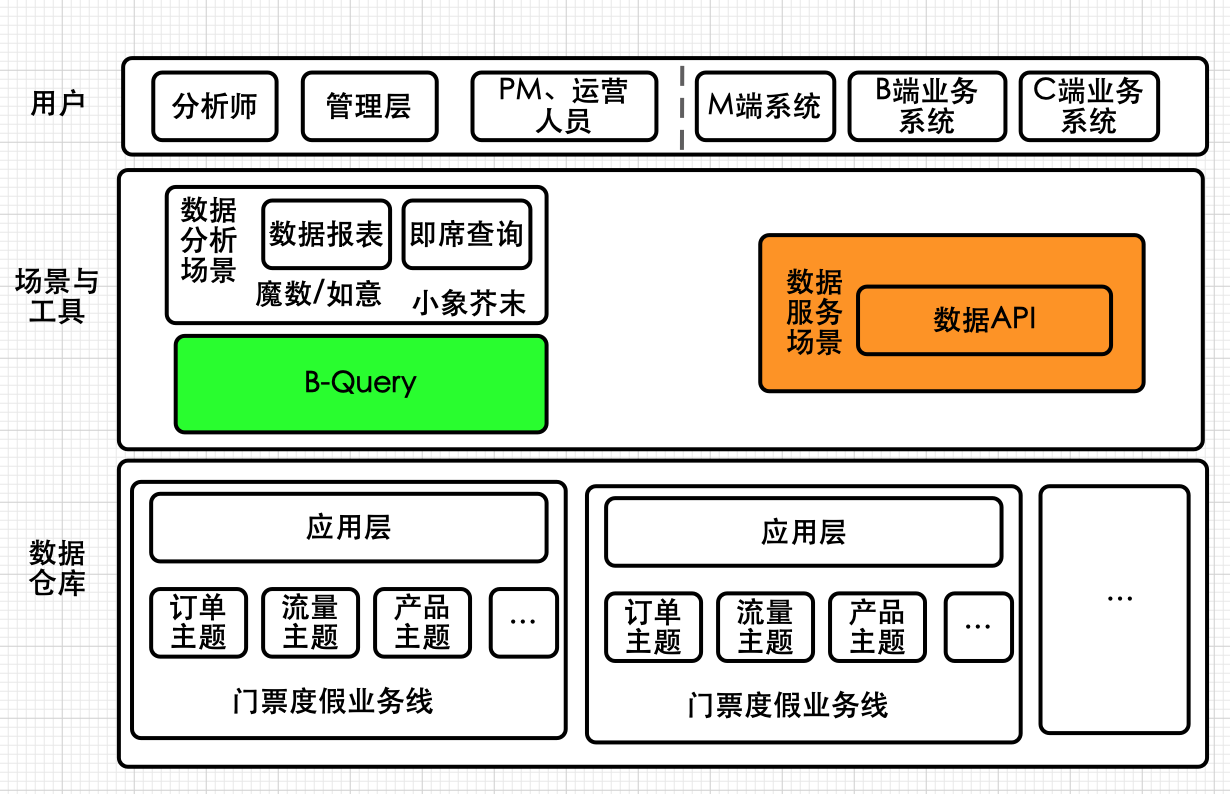 用户
分析师
管理层
PM、运营
人员
M端系统
B端业务
系统
C端业务
系统
场景与
工具
数据
分析
场景
数据报表
即席查询
魔数/如意
小象芥末
B-Query
数据
服务
场景
数据API
数据
仓库
应用层
订单
主题
流量
主题
产品
主题
...
门票度假业务线
应用层
订单
主题
流量
主题
产品
主题
...
门票度假业务线
...